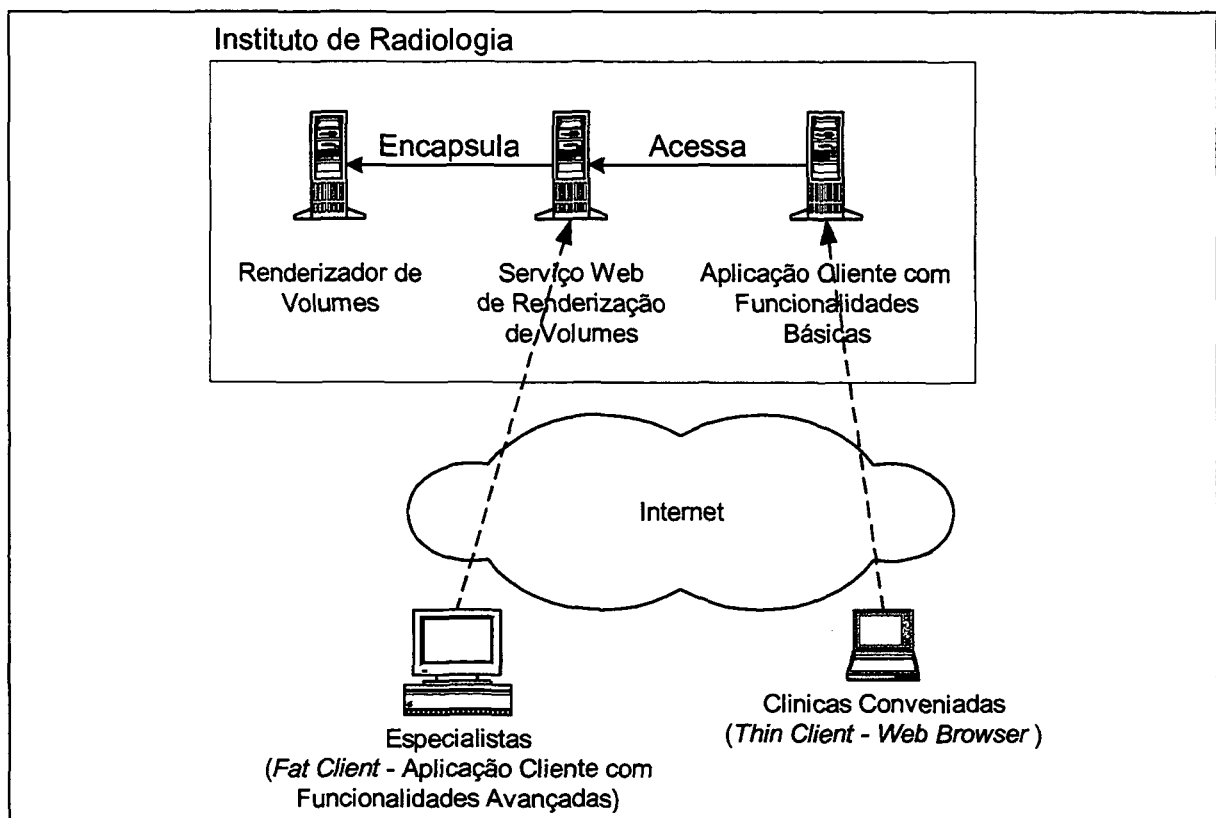 Instituto de Radiologia
Encapsula
Acessa
Renderizador de
Volumes
Serviço Web
de Renderização
de Volumes
Aplicação Cliente com
Funcionalidades
Básicas
Internet
Especialistas
(Fat Client - Aplicação Cliente com
Funcionalidades Avançadas)
Clinicas Conveniadas
(Thin Client - Web Browser )